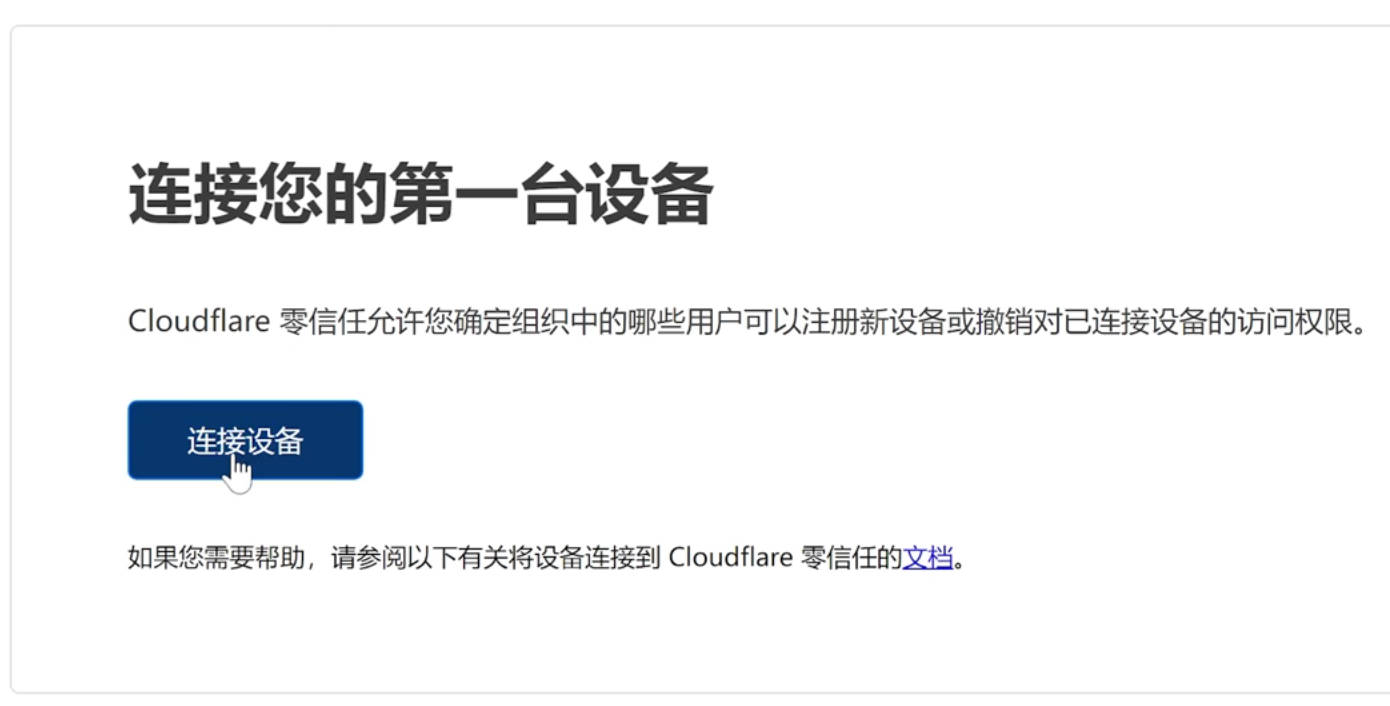 连接您的第一台设备
Cloudflare 零信任允许您确定组织中的哪些用户可以注册新设备或撤销对已连接设备的访问权限。
连接设备
如果您需要帮助，请参阅以下有关将设备连接到 Cloudflare 零信任的文档。